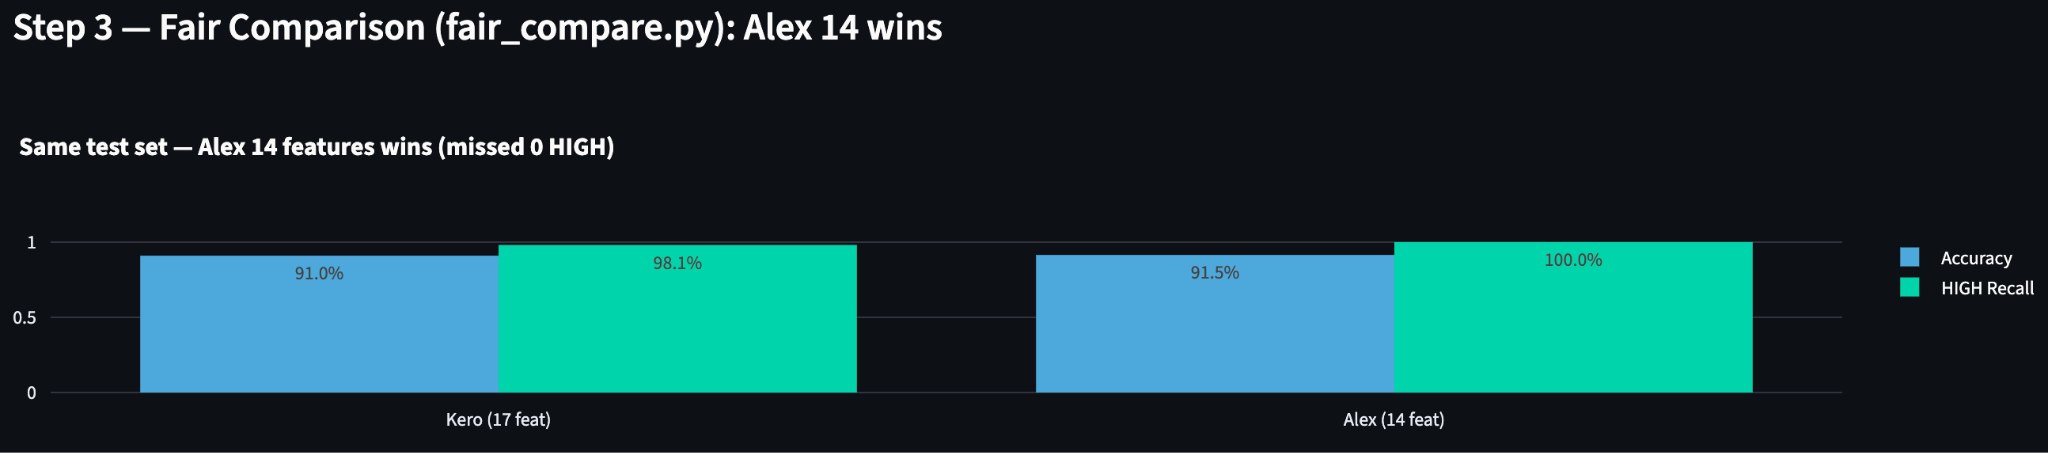 Step 3 — Fair Comparison (fair_compare.py): Alex 14 wins
Same test set — Alex 14 features wins (missed 0 HIGH)
1
0.5
0
91.0%
98.1%
91.5%
100.0%
Kero (17 feat)
Alex (14 feat)
Accuracy
HIGH Recall